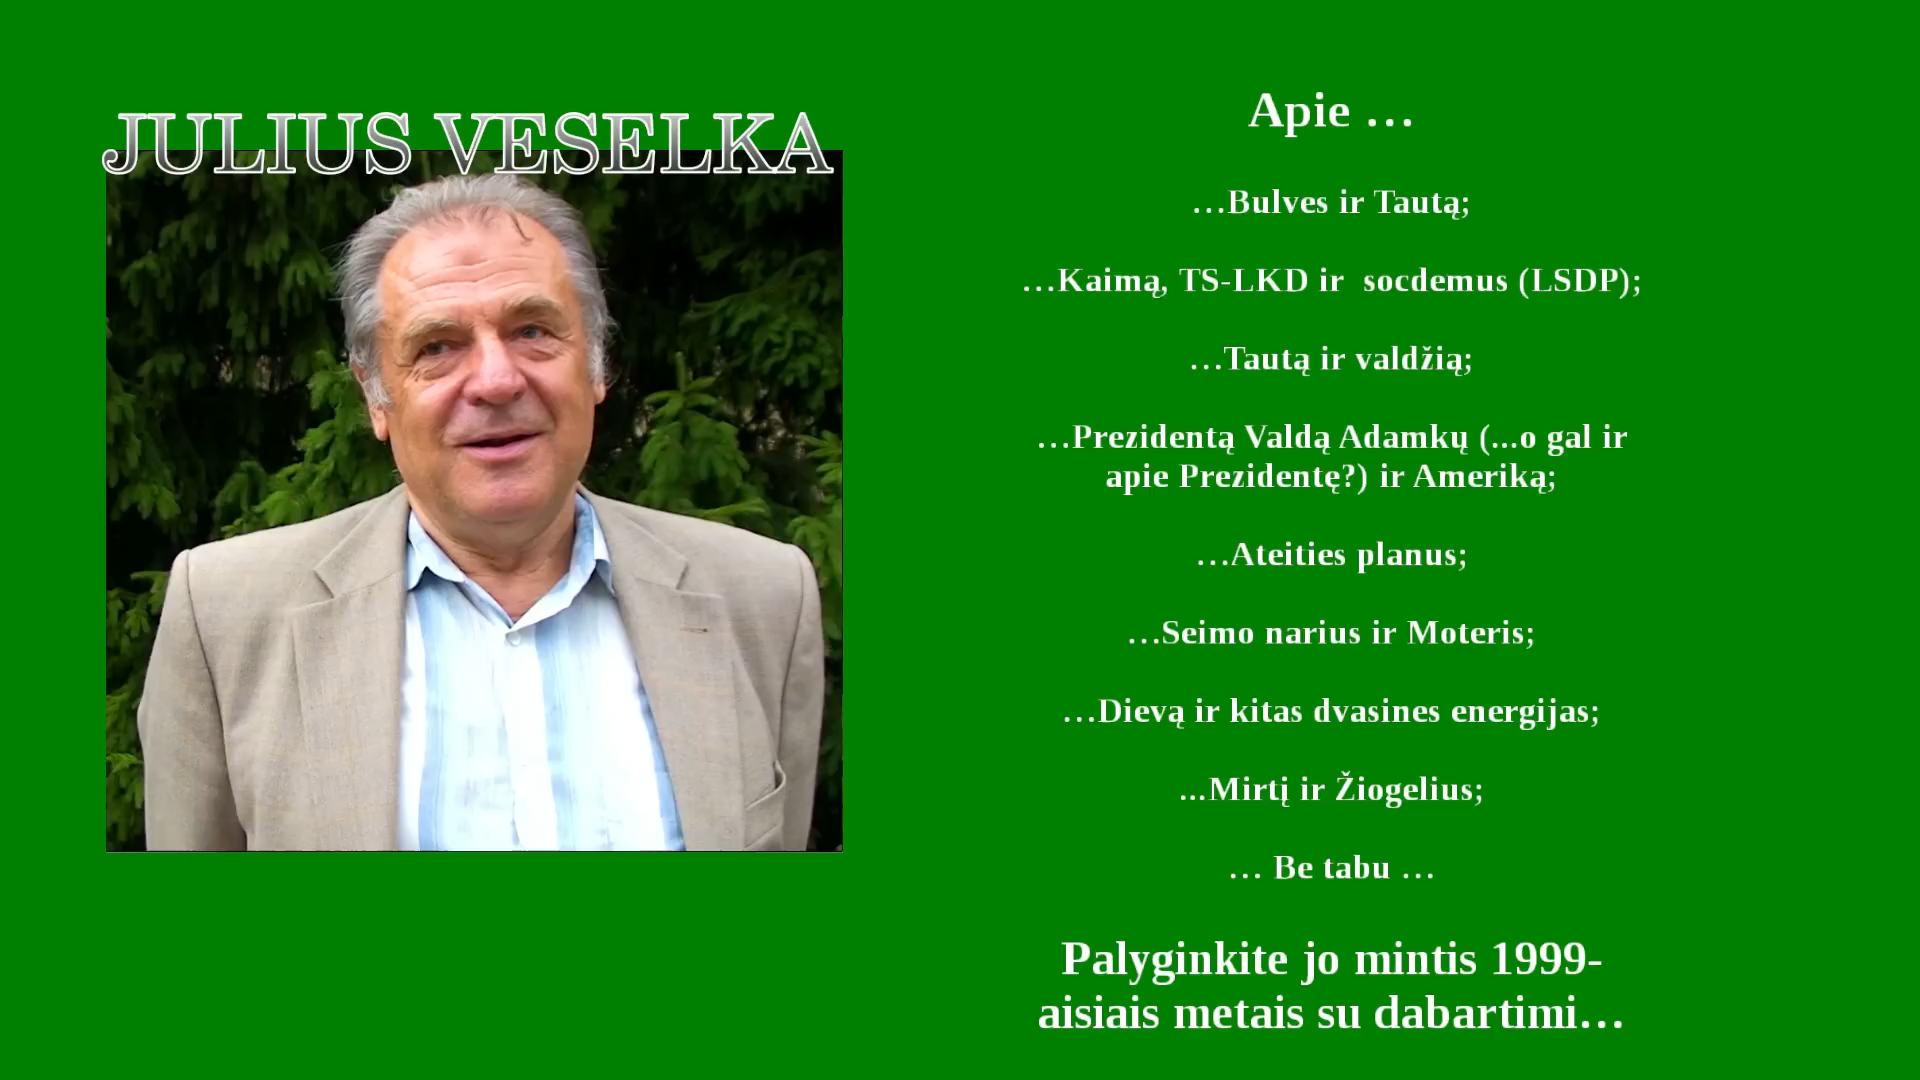 JULIUS VESELKA
Apie …
…Bulves ir Tautą;
…Kaimą, TS-LKD ir  socdemus (LSDP);
…Tautą ir valdžią;
…Prezidentą Valdą Adamkų (...o gal ir
apie Prezidentę?) ir Ameriką;
…Ateities planus;
…Seimo narius ir Moteris;
…Dievą ir kitas dvasines energijas;
...Mirtį ir Žiogelius;
… Be tabu …
Palyginkite jo mintis 1999-
aisiais metais su dabartimi…